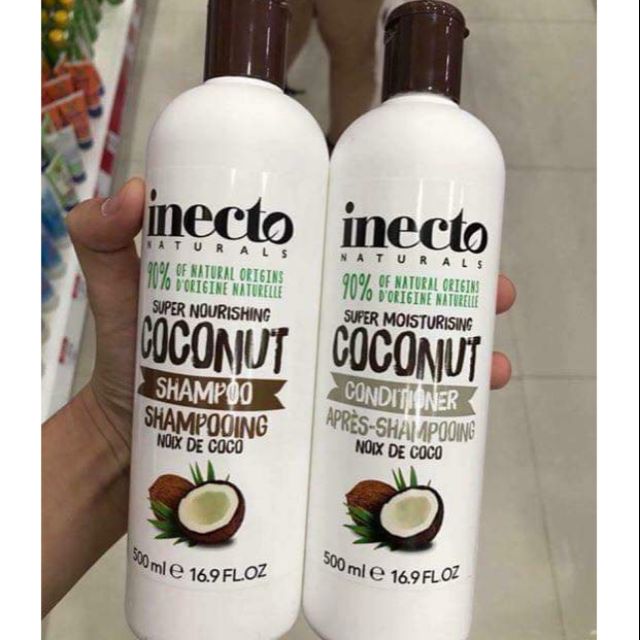 inecto
NATURALS
90% OF NATURAL ORIGINS
D'ORIGINE NATURELLE
SUPER NOURISHING
COCONUT
SHAMPOO
SHAMPOOING
NOIX DE COCO
500 ml e 16.9 FL.OZ
inecto
NATURALS
90% OF NATURAL ORIGINS
D'ORIGINE NATURELLE
SUPER MOISTURISING
COCONUT
CONDITIONER
APRÈS-SHAMPOOING
NOIX DE COCO
500 ml e 16.9 FL.OZ